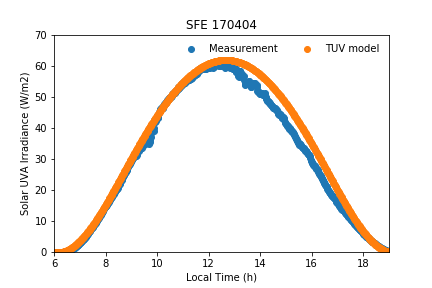 SFE 170404
Measurement TUV model
70
60
50
40
30
20
10
0
Solar UVA Irradiance (W/m2)
6 8 10 12 14 16 18
Local Time (h)